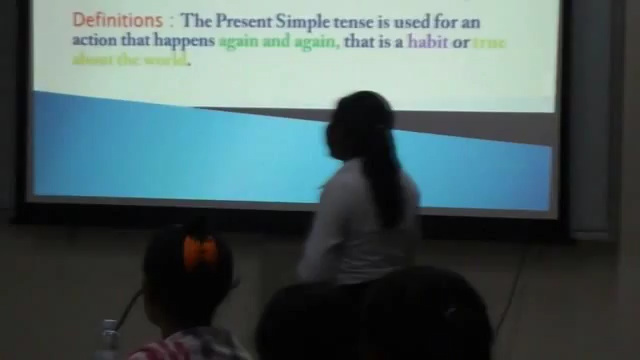 Definitions : The Present Simple tense is used for an
action that happens again and again, that is a habit or true
about the world.